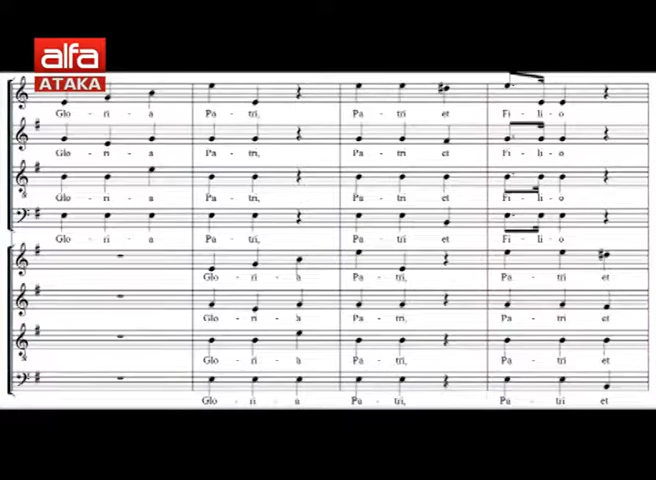 alfa
ATAKA
Glo - ri - a Pa - tri, Pa - tri et Fi - li - o
Glo - ri - a Pa - tri, Pa - tri et Fi - li - o
Glo - ri - a Pa - tri, Pa - tri et Fi - li - o
Glo - ri - a Pa - tri, Pa - tri et Fi - li - o
Glo - ri - a Pa - tri, Pa - tri et
Glo - ri - a Pa - tri, Pa - tri et
Glo - ri - a Pa - tri, Pa - tri et
Glo - ri - a Pa - tri, Pa - tri et